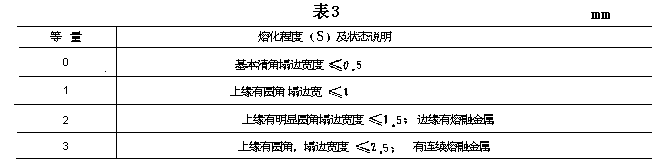 表3 mm
等 量 熔化程度(S)及状态说明
0 基本清角塌边宽度≤0.5
1 上缘有圆角塌边宽≤1
2 上缘有明显圆角塌边宽度≤1.5；边缘有熔融金属
3 上缘有圆角，塌边宽度≤2.5； 有连续熔融金属